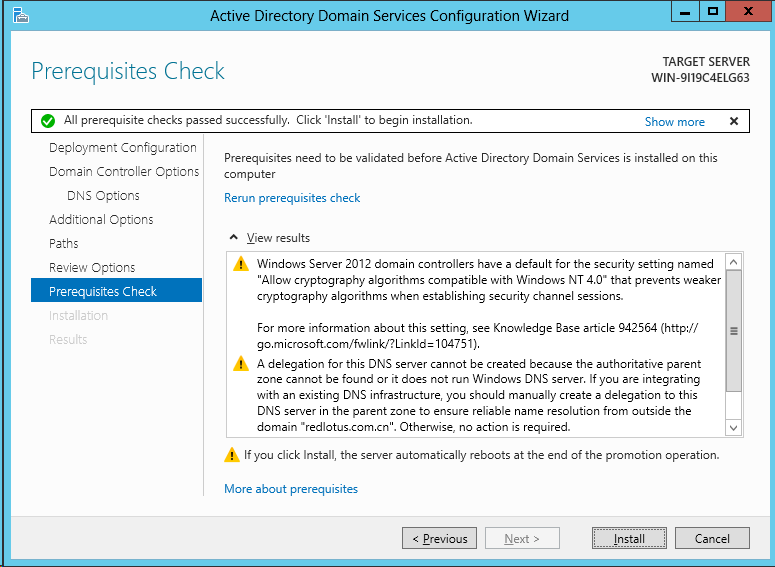 Active Directory Domain Services Configuration Wizard
Prerequisites Check
TARGET SERVER
WIN-9I19C4ELG63
All prerequisite checks passed successfully.  Click 'Install' to begin installation.
Show more
Deployment Configuration
Domain Controller Options
DNS Options
Additional Options
Paths
Review Options
Prerequisites Check
Installation
Results
Prerequisites need to be validated before Active Directory Domain Services is installed on this
computer
Rerun prerequisites check
View results
Windows Server 2012 domain controllers have a default for the security setting named
"Allow cryptography algorithms compatible with Windows NT 4.0" that prevents weaker
cryptography algorithms when establishing security channel sessions.
For more information about this setting, see Knowledge Base article 942564 (http://
go.microsoft.com/fwlink/?LinkId=104751).
A delegation for this DNS server cannot be created because the authoritative parent
zone cannot be found or it does not run Windows DNS server. If you are integrating
with an existing DNS infrastructure, you should manually create a delegation to this
DNS server in the parent zone to ensure reliable name resolution from outside the
domain "redlotus.com.cn". Otherwise, no action is required.
If you click Install, the server automatically reboots at the end of the promotion operation.
More about prerequisites
< Previous
Next >
Install
Cancel